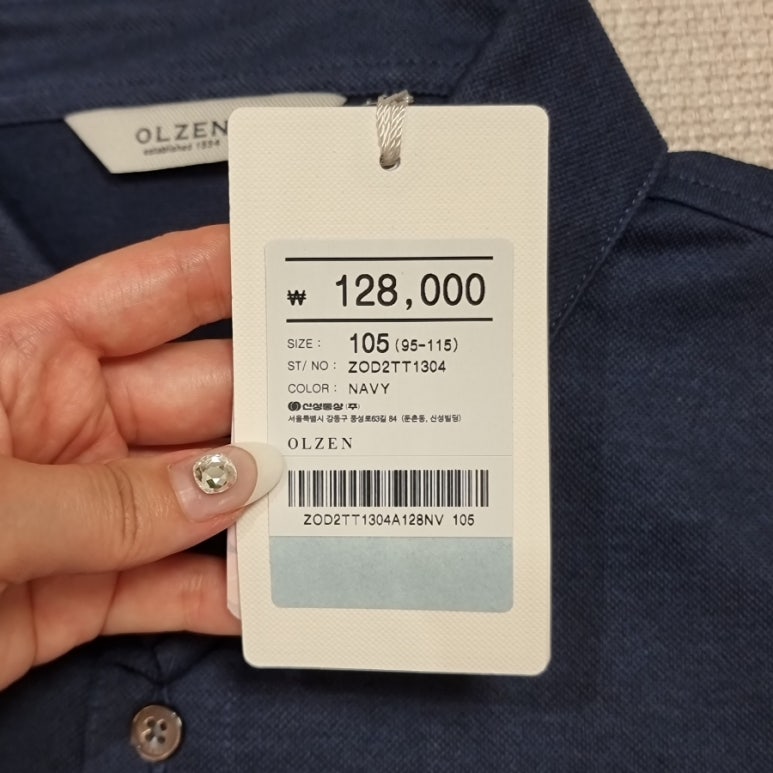 OLZEN
established 1994
₩ 128,000
SIZE : 105 (95-115)
ST/ NO : ZOD2TT1304
COLOR : NAVY
신성통상 (주)
서울특별시 강동구 풍성로63길 84 (둔촌동, 신성빌딩)
OLZEN
ZOD2TT1304A128NV 105